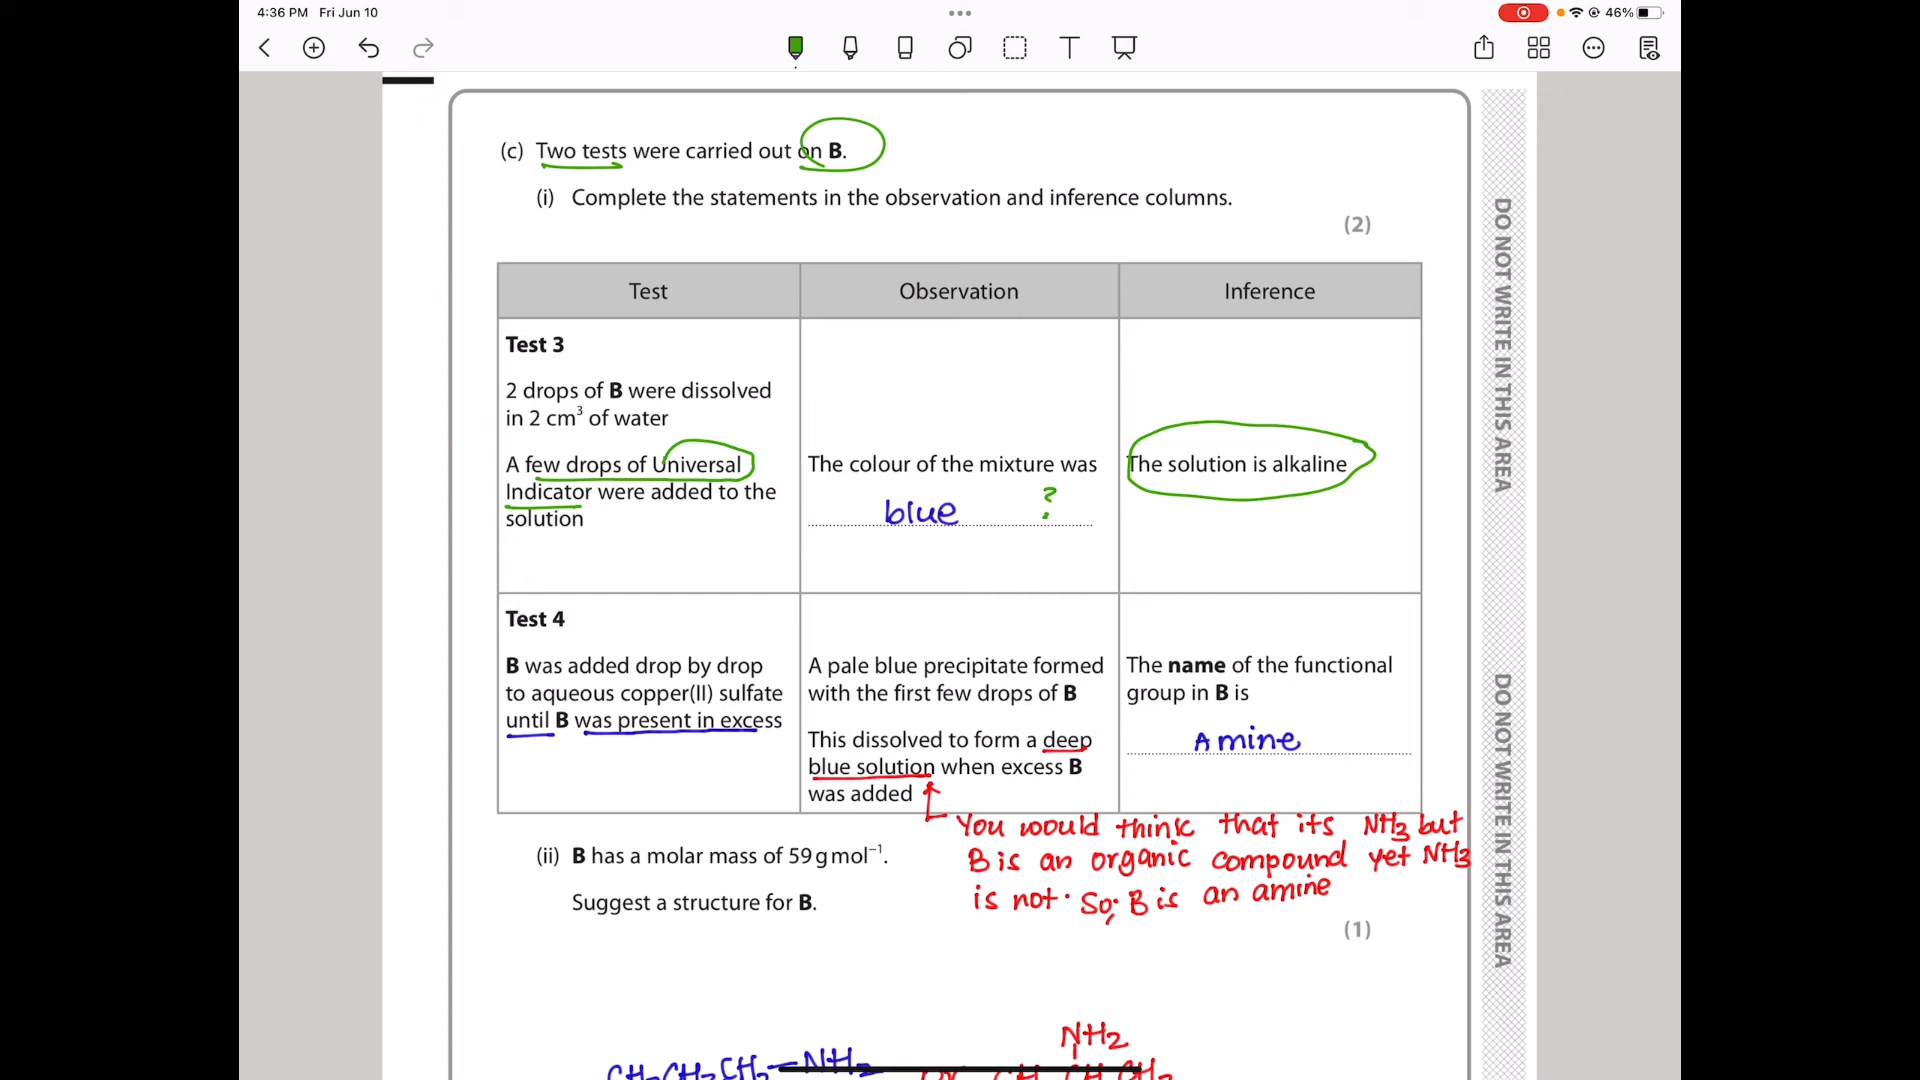 4:36 PM Fri Jun 10
46%
(c) Two tests were carried out on B.
(i) Complete the statements in the observation and inference columns.
(2)
Test
Observation
Inference
Test 3
2 drops of B were dissolved
in 2 cm³ of water
A few drops of Universal
Indicator were added to the
solution
The colour of the mixture was
blue ?
The solution is alkaline
Test 4
B was added drop by drop
to aqueous copper(II) sulfate
until B was present in excess
A pale blue precipitate formed
with the first few drops of B
This dissolved to form a deep
blue solution when excess B
was added
The name of the functional
group in B is
Amine
You would think that its NH3 but
B is an organic compound yet NH3
is not. So; B is an amine
(ii) B has a molar mass of 59 g mol⁻¹.
Suggest a structure for B.
(1)
NH2
CH3CH2CH2-NH2 or CH3 CH CH3
DO NOT WRITE IN THIS AREA
DO NOT WRITE IN THIS AREA